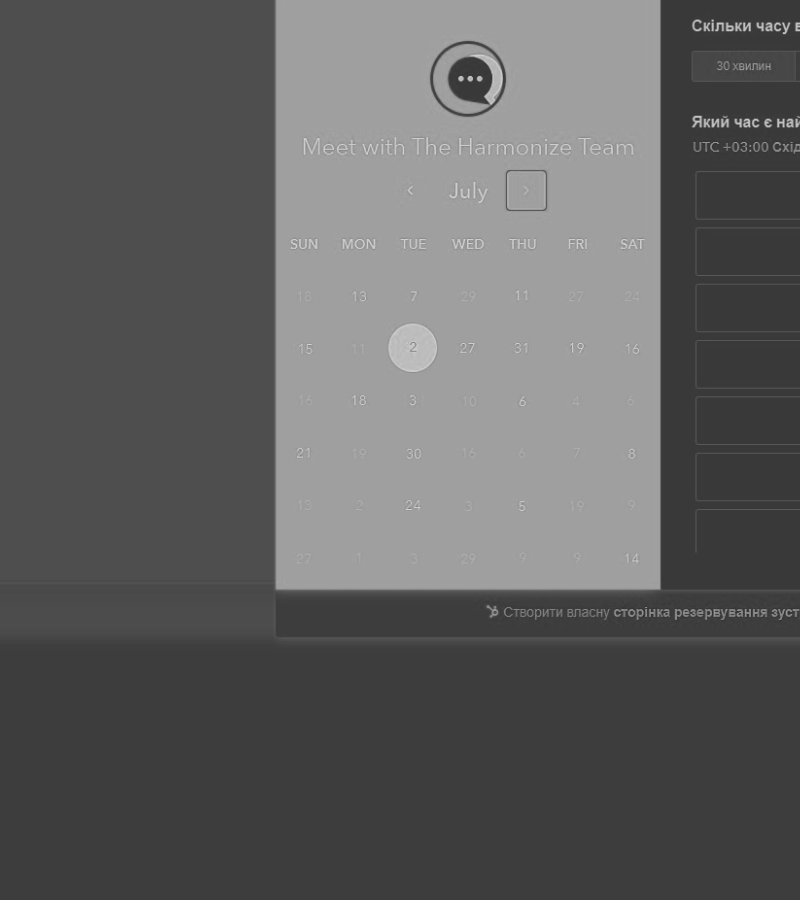 Meet with The Harmonize Team
July
SUN MON TUE WED THU FRI SAT
18 13 7 29 11 27 24
15 11 2 27 31 19 16
16 18 3 10 6 4 6
21 19 30 16 6 7 8
13 2 24 3 5 19 9
27 1 3 29 9 9 14
Скільки часу в
30 хвилин
Який час є най
UTC +03:00 Схід
Створити власну сторінка резервування зуст